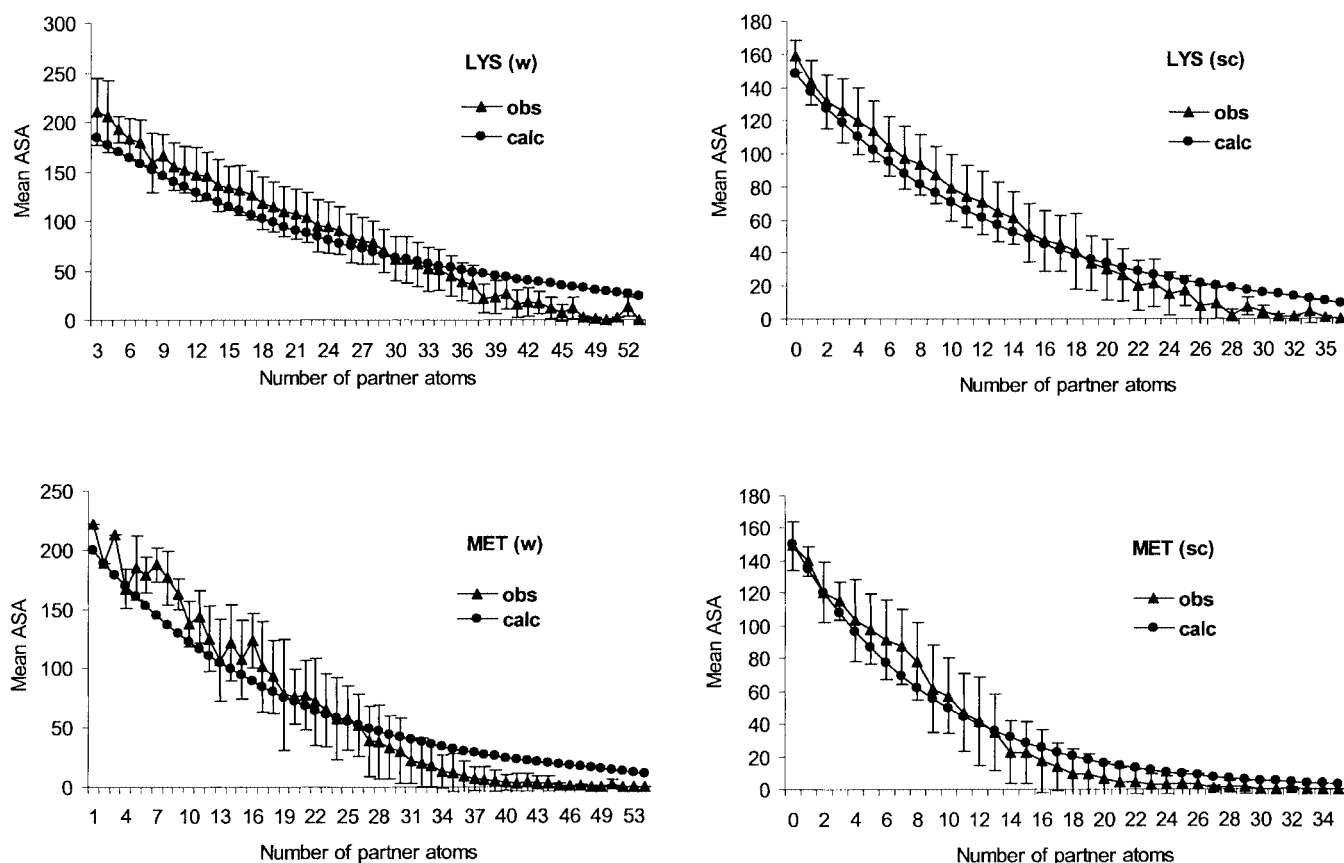 300
250
200
150
100
50
0
Mean ASA
LYS (w)
obs
calc
3 6 9 12 15 18 21 24 27 30 33 36 39 42 45 49 52
Number of partner atoms
180
160
140
120
100
80
60
40
20
0
Mean ASA
LYS (sc)
obs
calc
0 2 4 6 8 10 12 14 16 18 20 22 24 26 28 30 32 35
Number of partner atoms
250
200
150
100
50
0
Mean ASA
MET (w)
obs
calc
1 4 7 10 13 16 19 22 25 28 31 34 37 40 43 46 49 53
Number of partner atoms
180
160
140
120
100
80
60
40
20
0
Mean ASA
MET (sc)
obs
calc
0 2 4 6 8 10 12 14 16 18 20 22 24 26 28 31 34
Number of partner atoms